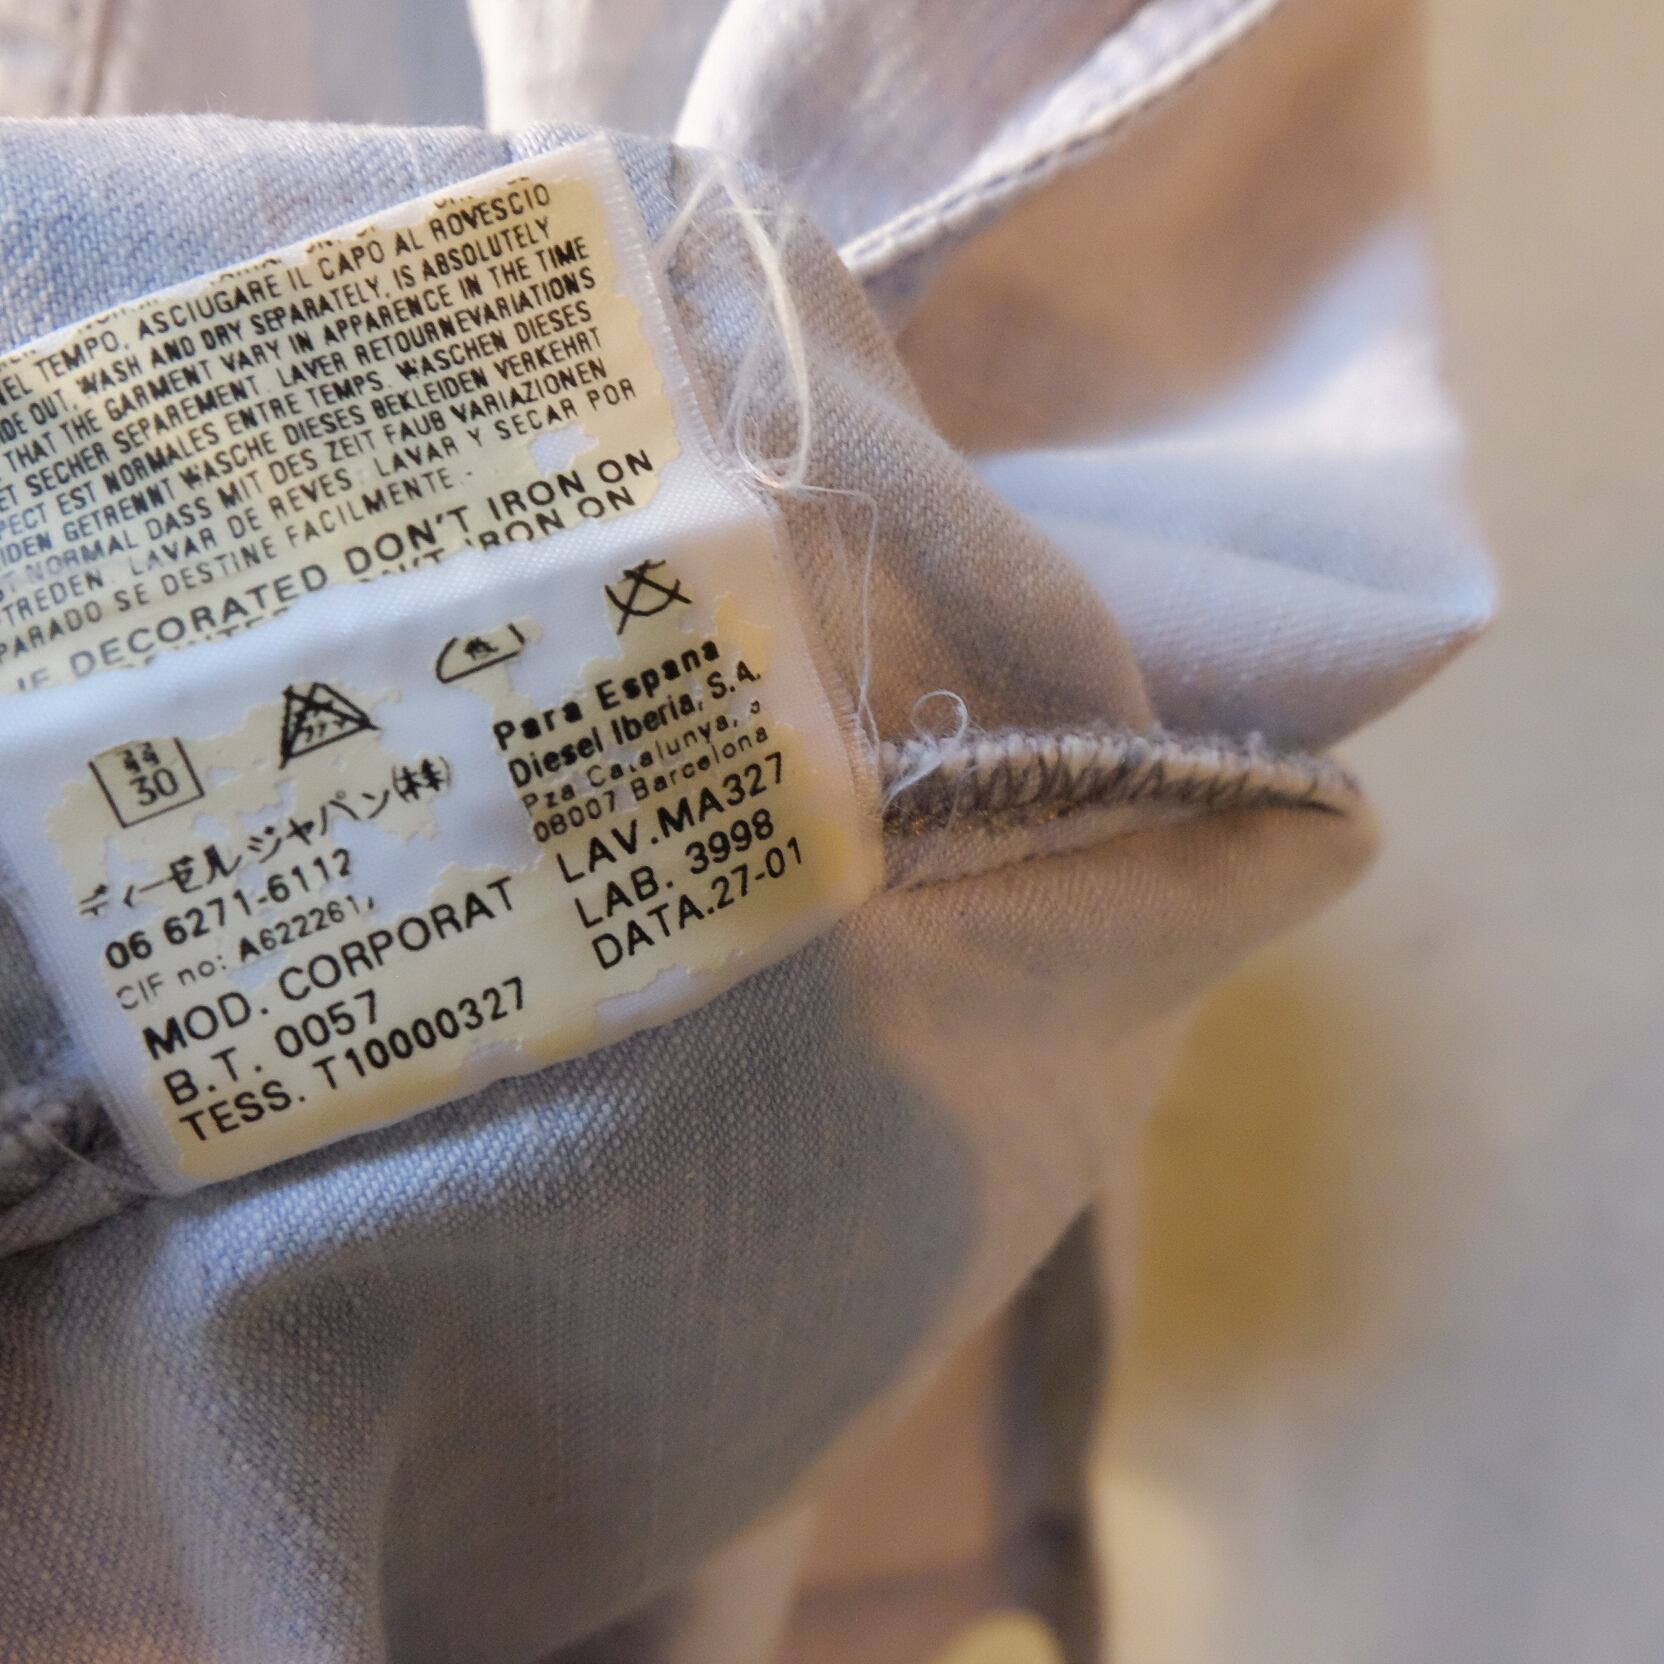 NEL TEMPO, ASCIUGARE IL CAPO AL ROVESCIO
IDE OUT, WASH AND DRY SEPARATELY, IS ABSOLUTELY
THAT THE GARMENT VARY IN APPARENCE IN THE TIME
ET SECHER SEPAREMENT. LAVER RETOURNEVARIATIONS
PECT EST NORMALES ENTRE TEMPS. WASCHEN DIESES
IDEN GETRENNT WASCHE DIESES BEKLEIDEN VERKEHRT
T NORMAL DASS MIT DES ZEIT FAUB VARIAZIONEN
TREDEN. LAVAR DE REVES. LAVAR Y SECAR POR
PARADO SE DESTINE FACILMENTE.-
IF DECORATED DON'T IRON ON
IRON ON
30
ディーゼルジャパン(株)
06 6271-6112
CIF no: A622261
MOD. CORPORAT
B.T. 0057
TESS. T10000327
Para Espana
Diesel Iberia, S.A.
Pza Catalunya,
08007 Barcelona
LAV.MA327
LAB. 3998
DATA.27-01